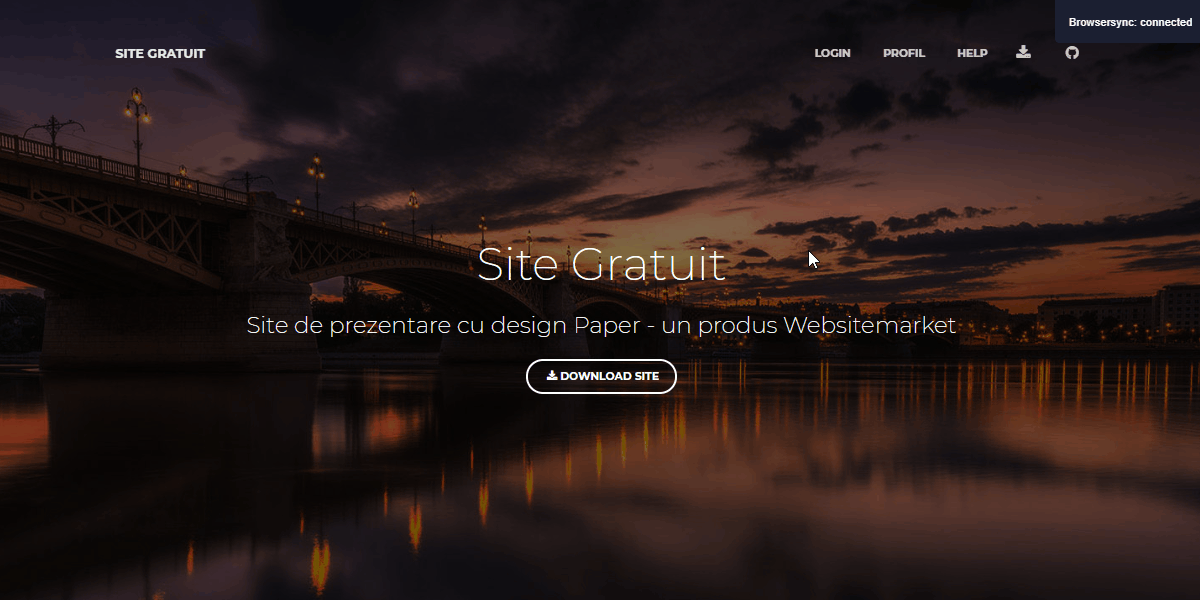 Browsersync: connected
SITE GRATUIT
LOGIN
PROFIL
HELP
Site Gratuit
Site de prezentare cu design Paper - un produs Websitemarket
DOWNLOAD SITE